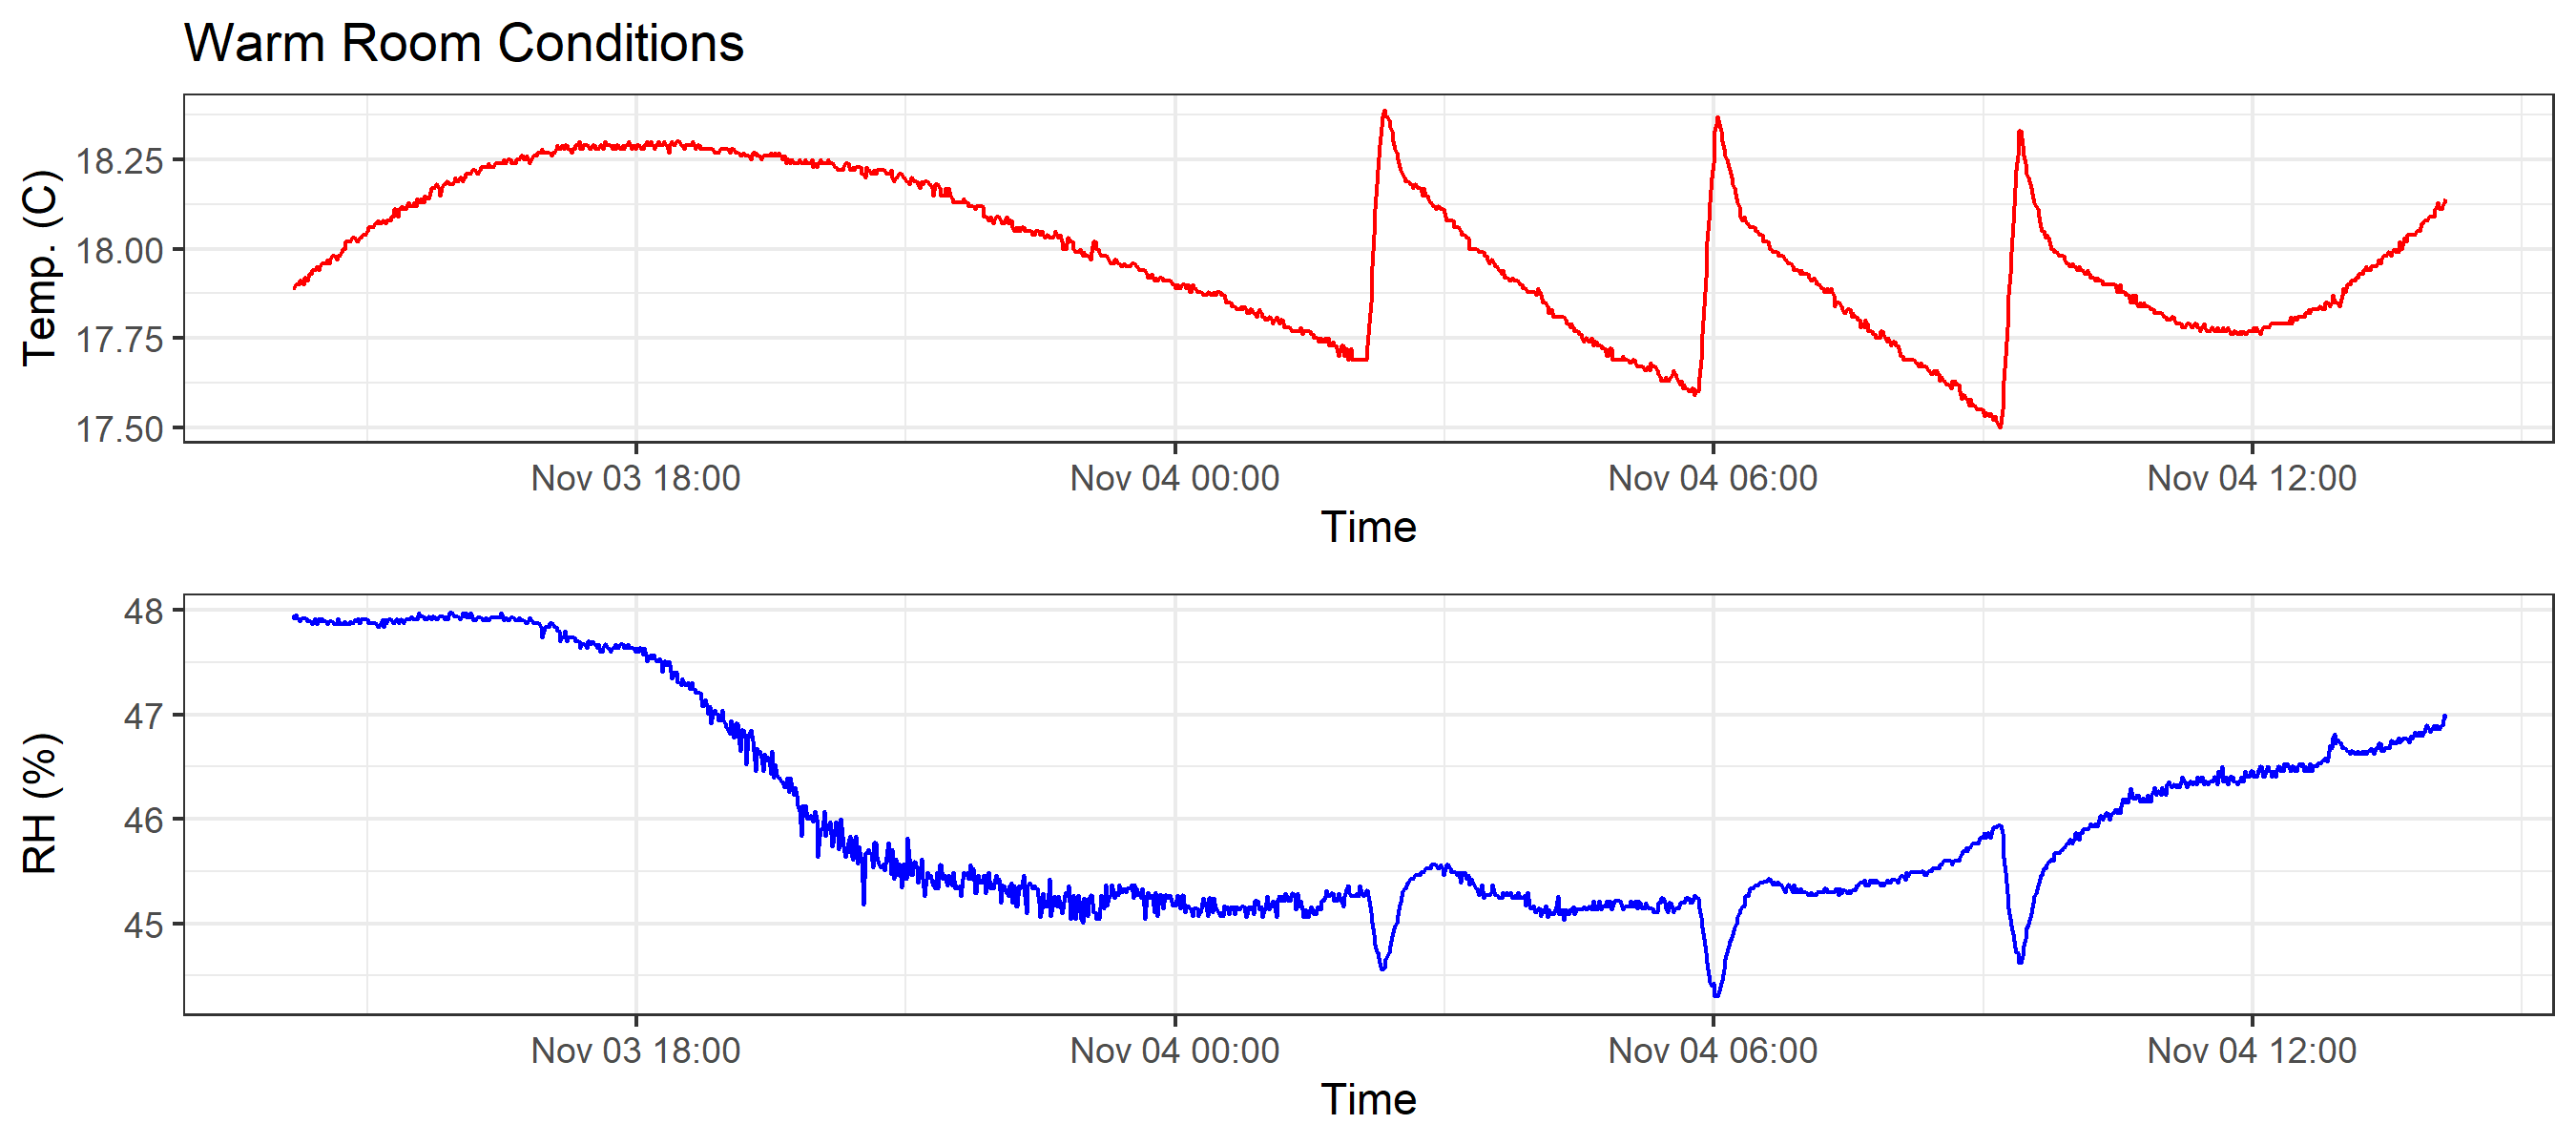 Warm Room Conditions
Temp. (C)
18.25
18.00
17.75
17.50
Nov 03 18:00 Nov 04 00:00 Nov 04 06:00 Nov 04 12:00
Time
RH (%)
48
47
46
45
Nov 03 18:00 Nov 04 00:00 Nov 04 06:00 Nov 04 12:00
Time